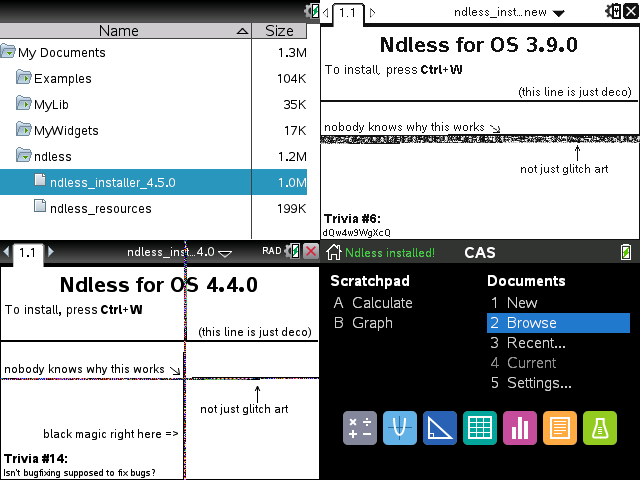 Name Size
My Documents 1.3M
Examples 104K
MyLib 35K
MyWidgets 17K
ndless 1.2M
ndless_installer_4.5.0 1.0M
ndless_resources 199K
1.1 ndless_inst...new
Ndless for OS 3.9.0
To install, press Ctrl+W
(this line is just deco)
nobody knows why this works
not just glitch art
Trivia #6:
dQw4w9WgXcQ
1.1 ndless_inst...4.0 RAD
Ndless for OS 4.4.0
To install, press Ctrl+W
(this line is just deco)
nobody knows why this works
not just glitch art
black magic right here =>
Trivia #14:
Isn't bugfixing supposed to fix bugs?
Ndless installed! CAS
Scratchpad
A Calculate
B Graph
Documents
1 New
2 Browse
3 Recent...
4 Current
5 Settings...